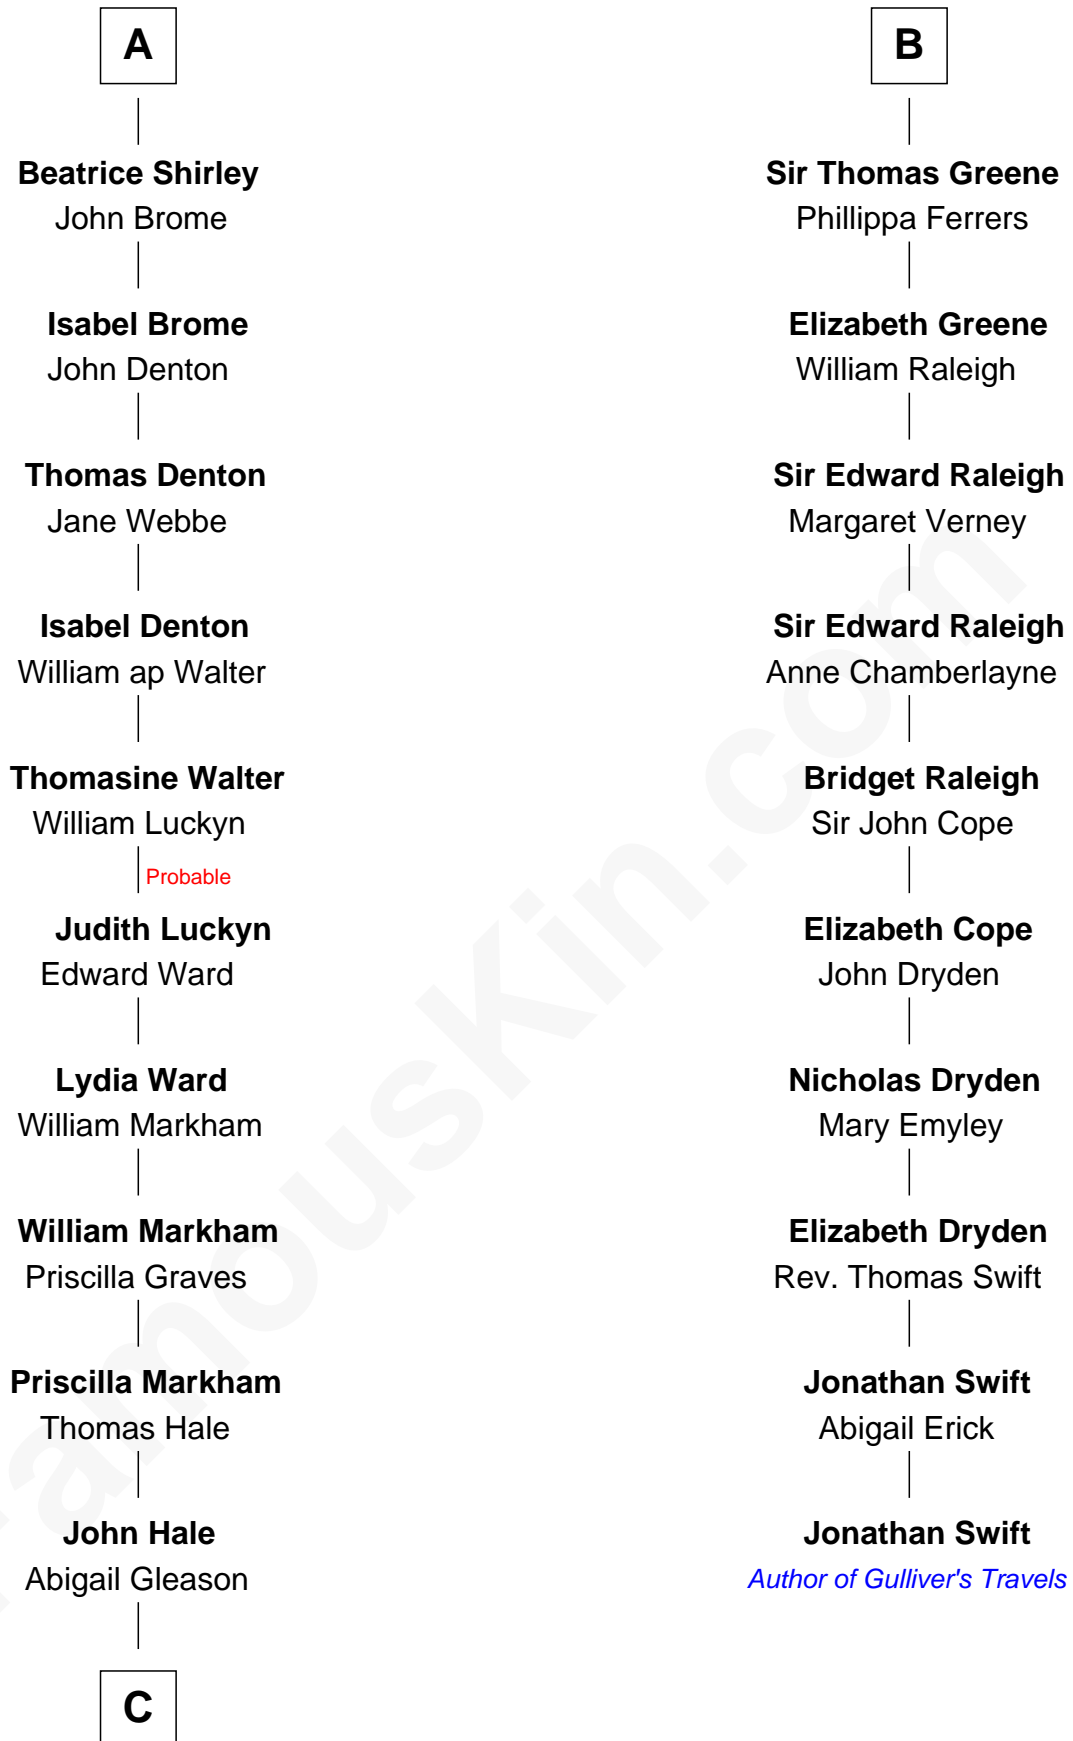 A
Beatrice Shirley
John Brome
Isabel Brome
John Denton
Thomas Denton
Jane Webbe
Isabel Denton
William ap Walter
Thomasine Walter
William Luckyn
Probable
Judith Luckyn
Edward Ward
Lydia Ward
William Markham
William Markham
Priscilla Graves
Priscilla Markham
Thomas Hale
John Hale
Abigail Gleason
C
B
Sir Thomas Greene
Phillippa Ferrers
Elizabeth Greene
William Raleigh
Sir Edward Raleigh
Margaret Verney
Sir Edward Raleigh
Anne Chamberlayne
Bridget Raleigh
Sir John Cope
Elizabeth Cope
John Dryden
Nicholas Dryden
Mary Emyley
Elizabeth Dryden
Rev. Thomas Swift
Jonathan Swift
Abigail Erick
Jonathan Swift
Author of Gulliver's Travels
FamousKin.com